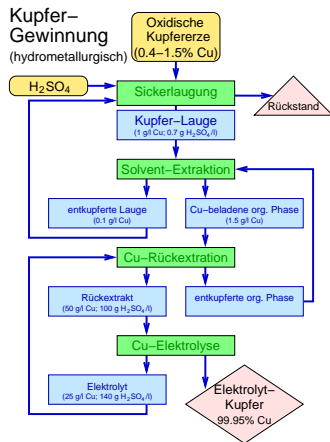 Kupfer–
Gewinnung
(hydrometallurgisch)
Oxidische
Kupfererze
(0.4–1.5% Cu)
H₂SO₄
Sickerlaugung
Rückstand
Kupfer–Lauge
(1 g/l Cu; 0.7 g H₂SO₄/l)
Solvent–Extraktion
entkupferte Lauge
(0.1 g/l Cu)
Cu–beladene org. Phase
(1.5 g/l Cu)
Cu–Rückextration
Rückextrakt
(50 g/l Cu; 100 g H₂SO₄/l)
entkupferte org. Phase
Cu–Elektrolyse
Elektrolyt
(25 g/l Cu; 140 g H₂SO₄/l)
Elektrolyt–
Kupfer
99.95% Cu